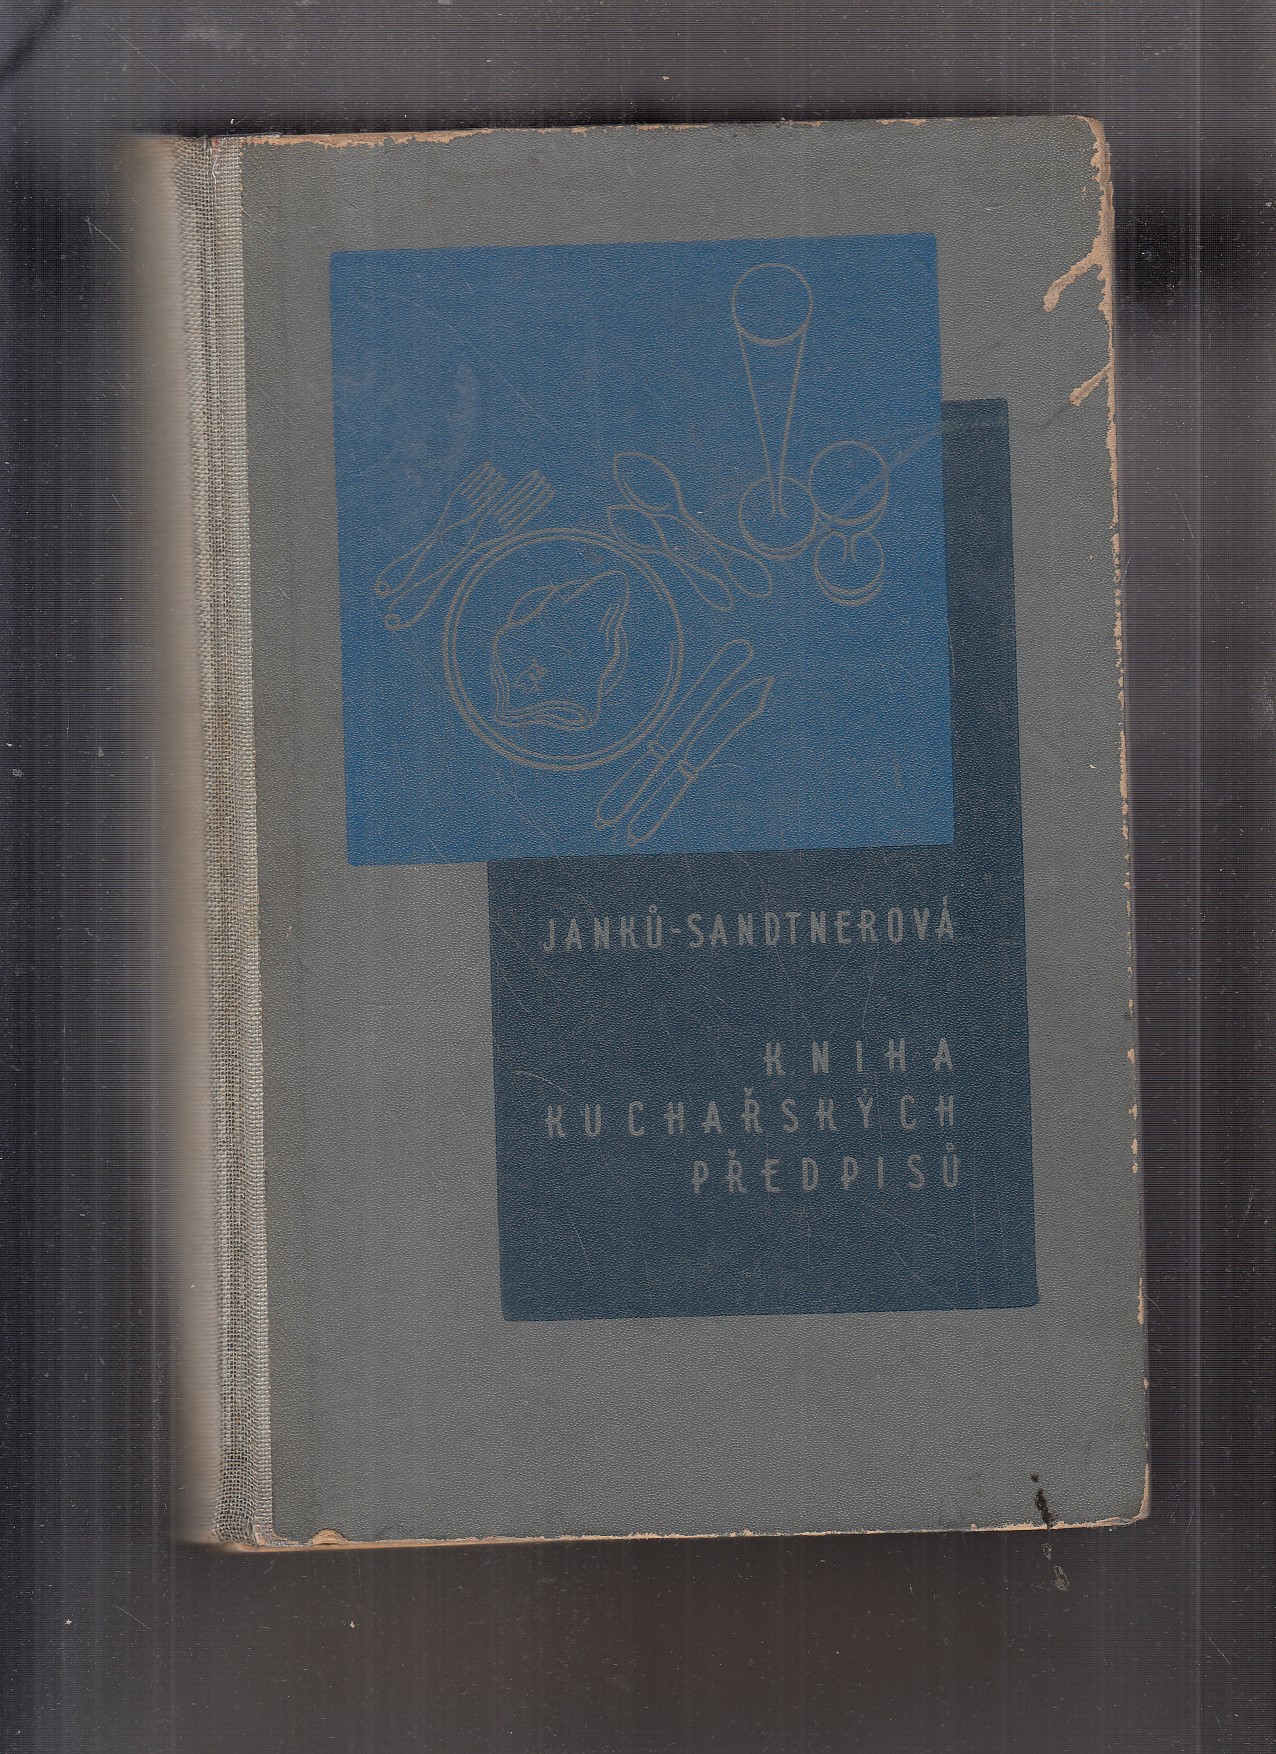 JANKŮ-SANDTNEROVÁ
KNIHA
KUCHAŘSKÝCH
PŘEDPISŮ